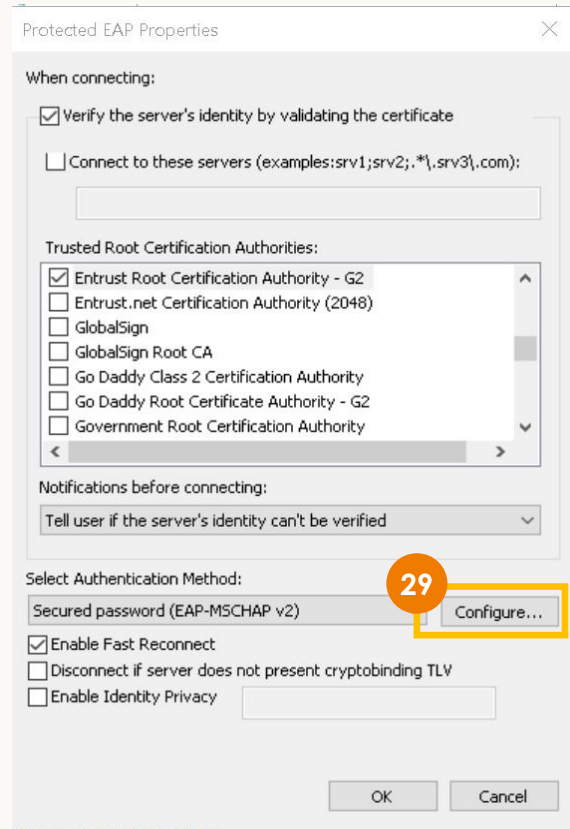 Protected EAP Properties
When connecting:
Verify the server's identity by validating the certificate
Connect to these servers (examples:srv1;srv2;.*\.srv3\.com):
Trusted Root Certification Authorities:
Entrust Root Certification Authority - G2
Entrust.net Certification Authority (2048)
GlobalSign
GlobalSign Root CA
Go Daddy Class 2 Certification Authority
Go Daddy Root Certificate Authority - G2
Government Root Certification Authority
Notifications before connecting:
Tell user if the server's identity can't be verified
Select Authentication Method:
29
Secured password (EAP-MSCHAP v2) Configure...
Enable Fast Reconnect
Disconnect if server does not present cryptobinding TLV
Enable Identity Privacy
OK Cancel